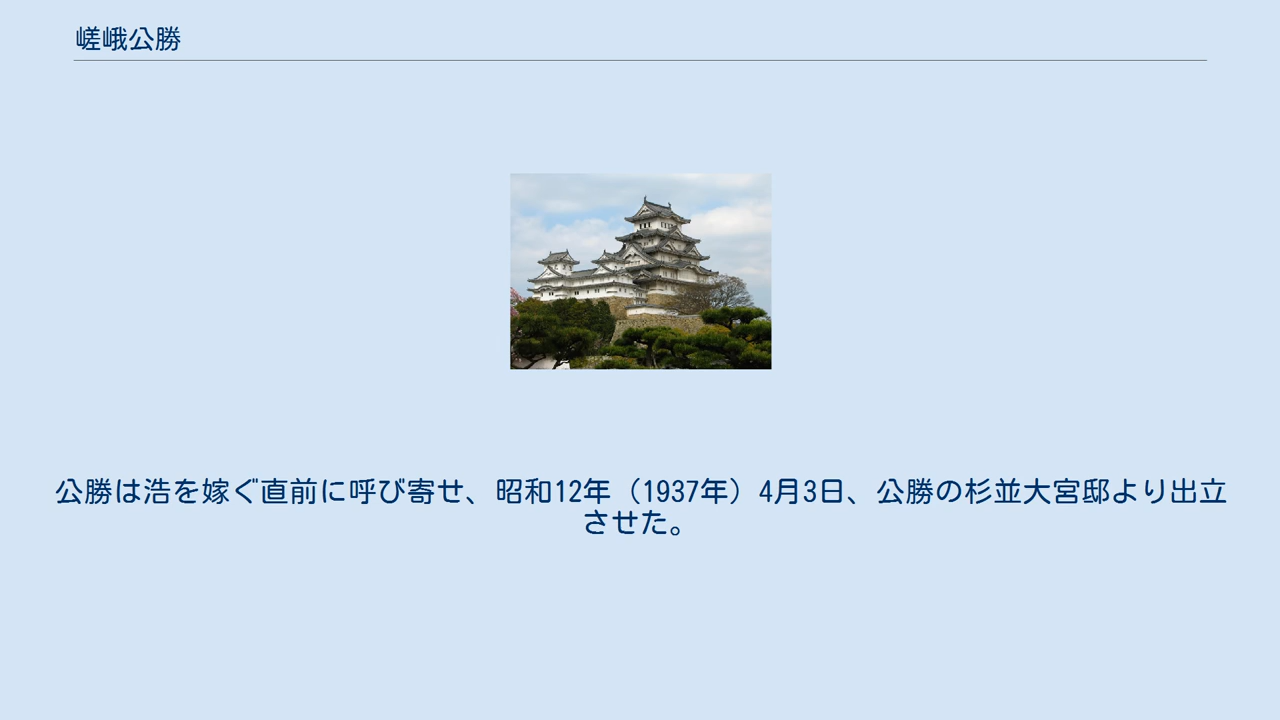 嵯峨公勝
公勝は浩を嫁ぐ直前に呼び寄せ、昭和12年（1937年）4月3日、公勝の杉並大宮邸より出立
させた。